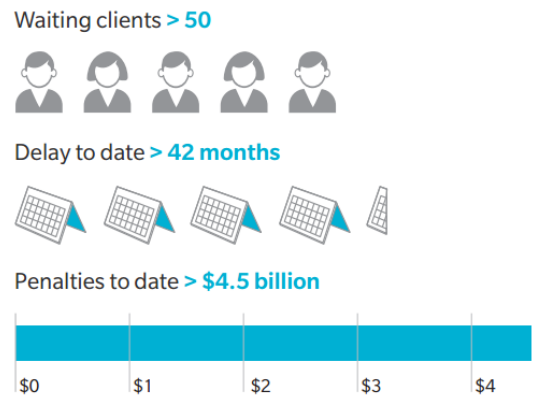 Waiting clients > 50
Delay to date > 42 months
Penalties to date > $4.5 billion
$0 $1 $2 $3 $4